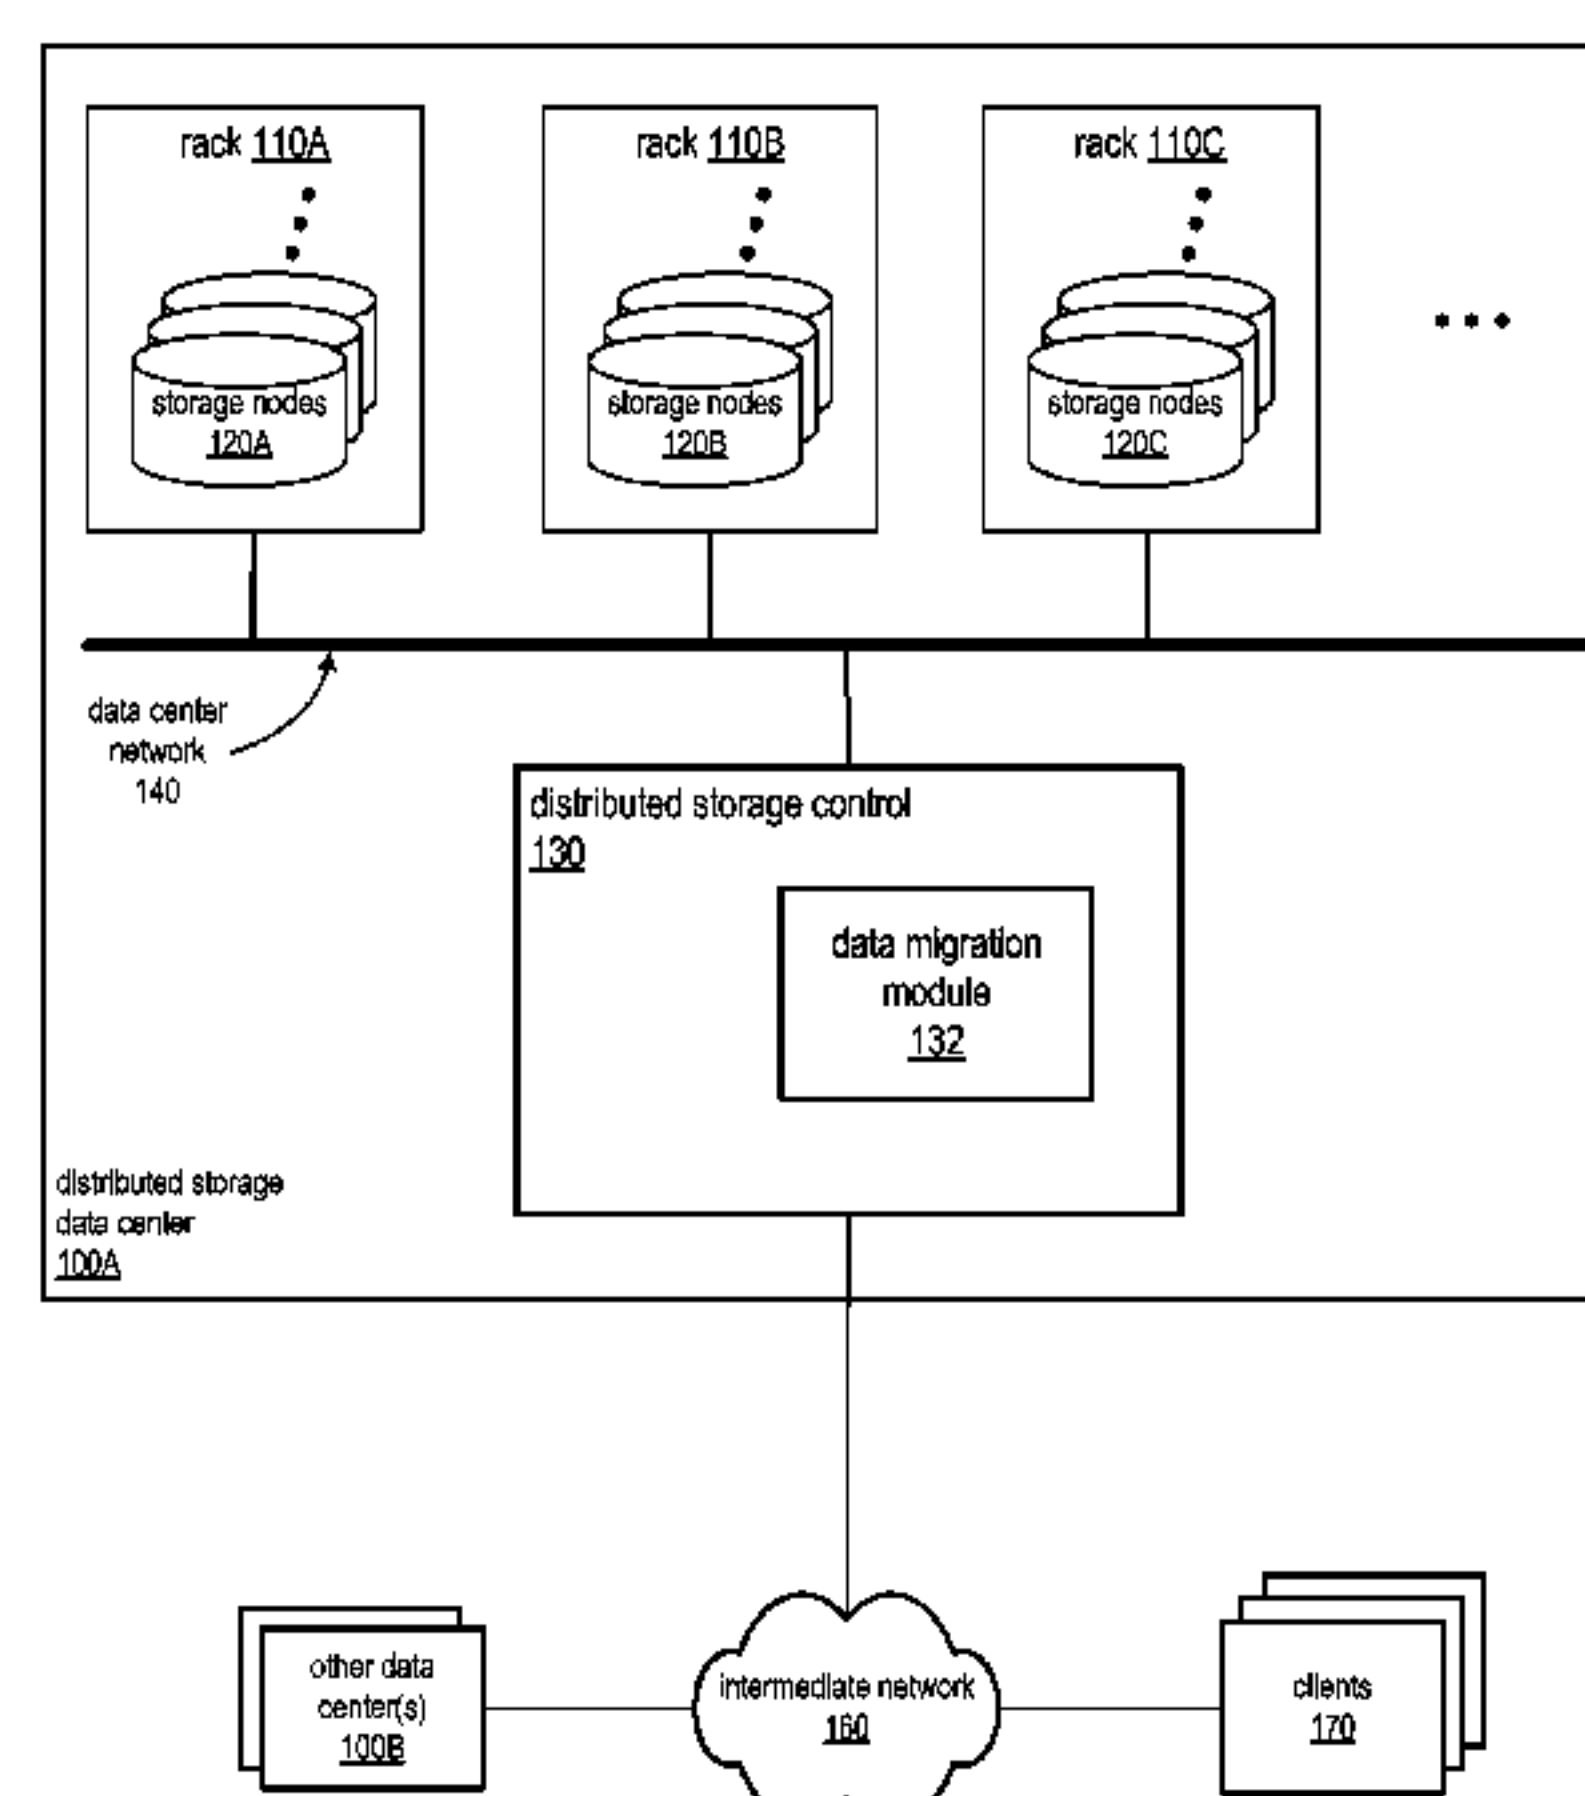 rack 110A
rack 110B
rack 110C
storage nodes
120A
storage nodes
120B
storage nodes
120C
data center
network
140
distributed storage control
130
data migration
module
132
distributed storage
data center
100A
other data
center(s)
100B
intermediate network
160
clients
170